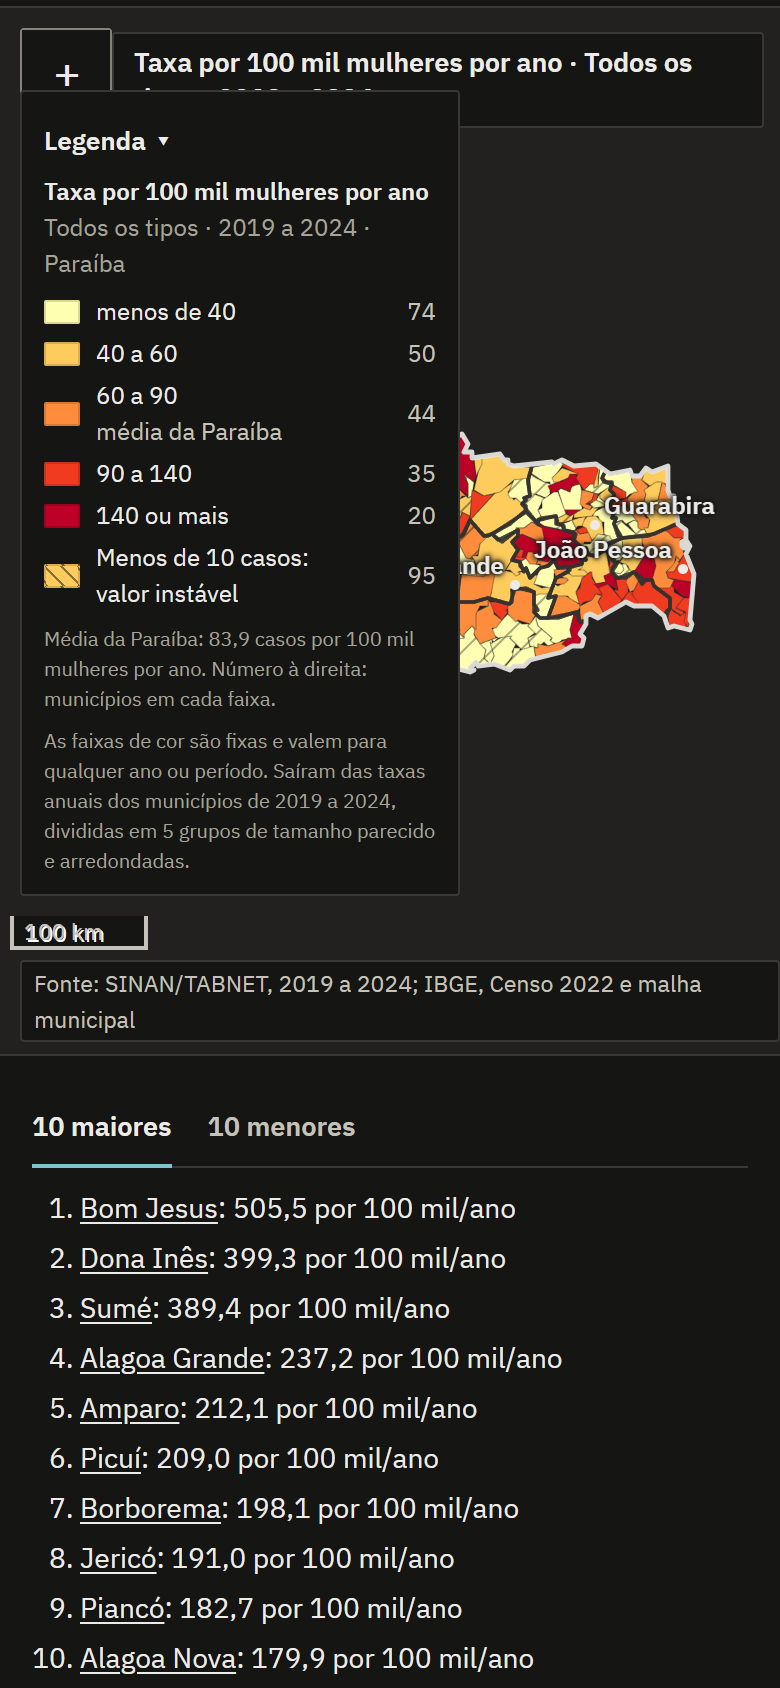 +
Taxa por 100 mil mulheres por ano · Todos os
Legenda ▼
Taxa por 100 mil mulheres por ano
Todos os tipos · 2019 a 2024 ·
Paraíba
menos de 40 74
40 a 60 50
60 a 90
média da Paraíba 44
90 a 140 35
140 ou mais 20
Menos de 10 casos:
valor instável 95
Média da Paraíba: 83,9 casos por 100 mil
mulheres por ano. Número à direita:
municípios em cada faixa.
As faixas de cor são fixas e valem para
qualquer ano ou período. Saíram das taxas
anuais dos municípios de 2019 a 2024,
divididas em 5 grupos de tamanho parecido
e arredondadas.
Guarabira
João Pessoa
nde
100 km
Fonte: SINAN/TABNET, 2019 a 2024; IBGE, Censo 2022 e malha
municipal
10 maiores 10 menores
1. Bom Jesus: 505,5 por 100 mil/ano
2. Dona Inês: 399,3 por 100 mil/ano
3. Sumé: 389,4 por 100 mil/ano
4. Alagoa Grande: 237,2 por 100 mil/ano
5. Amparo: 212,1 por 100 mil/ano
6. Picuí: 209,0 por 100 mil/ano
7. Borborema: 198,1 por 100 mil/ano
8. Jericó: 191,0 por 100 mil/ano
9. Piancó: 182,7 por 100 mil/ano
10. Alagoa Nova: 179,9 por 100 mil/ano